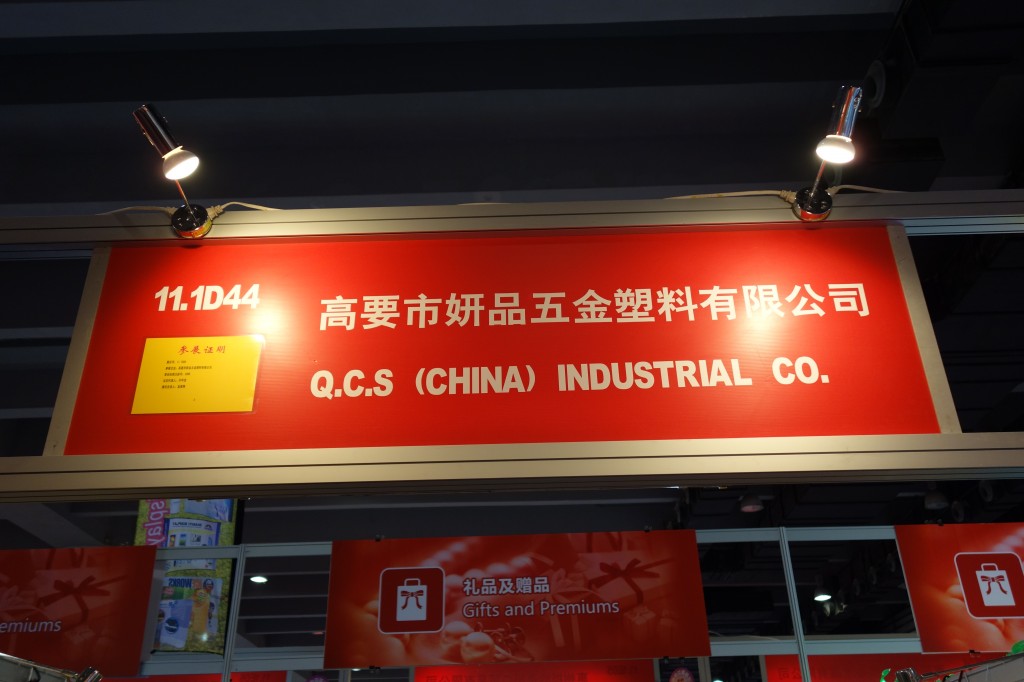 11.1D44
高要市妍品五金塑料有限公司
Q.C.S (CHINA) INDUSTRIAL CO.
参展证明
splay
礼品及赠品
Gifts and Premiums
emiums